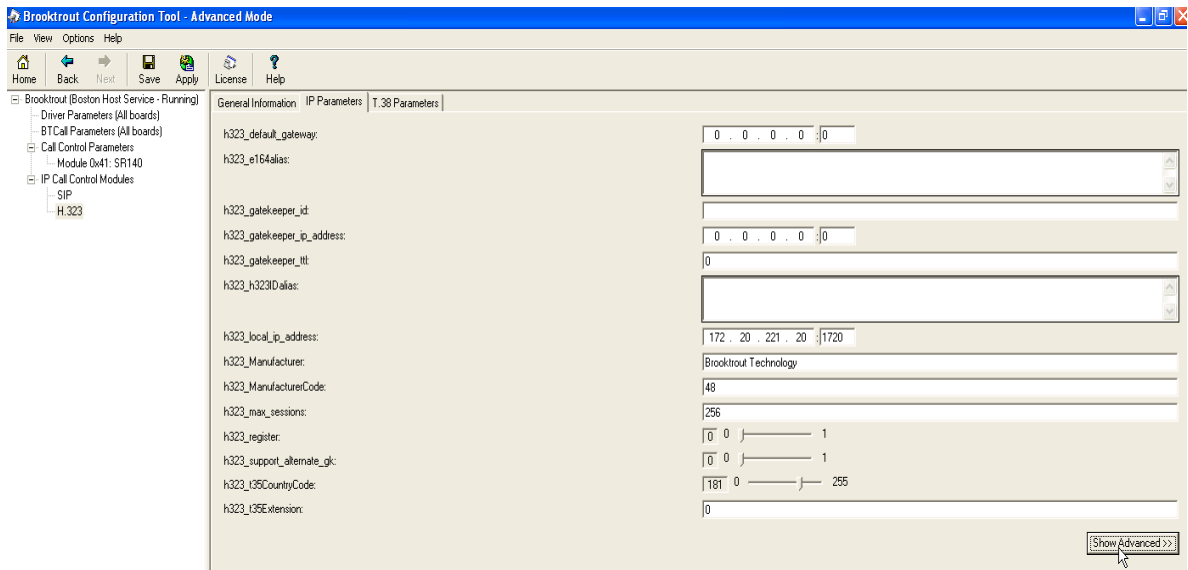 Brooktrout Configuration Tool - Advanced Mode
File View Options Help
Home Back Next Save Apply License Help
Brooktrout (Boston Host Service - Running)
Driver Parameters (All boards)
BTCall Parameters (All boards)
Call Control Parameters
Module 0x41: SR140
IP Call Control Modules
SIP
H.323
General Information IP Parameters T.38 Parameters
h323_default_gateway: 0 . 0 . 0 . 0 :0
h323_e164alias:
h323_gatekeeper_id:
h323_gatekeeper_ip_address: 0 . 0 . 0 . 0 :0
h323_gatekeeper_ttl: 0
h323_h323IDalias:
h323_local_ip_address: 172 . 20 . 221 . 20 :1720
h323_Manufacturer: Brooktrout Technology
h323_ManufacturerCode: 48
h323_max_sessions: 256
h323_register: 0 0 1
h323_support_alternate_gk: 0 0 1
h323_t35CountryCode: 181 0 255
h323_t35Extension: 0
Show Advanced >>